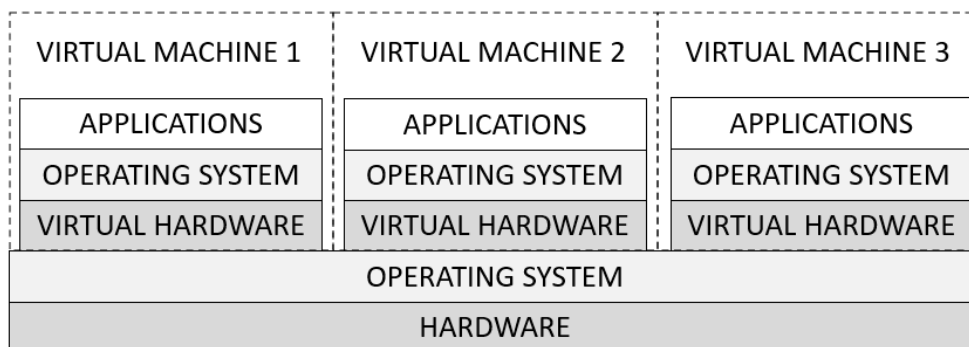 VIRTUAL MACHINE 1
APPLICATIONS
OPERATING SYSTEM
VIRTUAL HARDWARE
VIRTUAL MACHINE 2
APPLICATIONS
OPERATING SYSTEM
VIRTUAL HARDWARE
VIRTUAL MACHINE 3
APPLICATIONS
OPERATING SYSTEM
VIRTUAL HARDWARE
OPERATING SYSTEM
HARDWARE